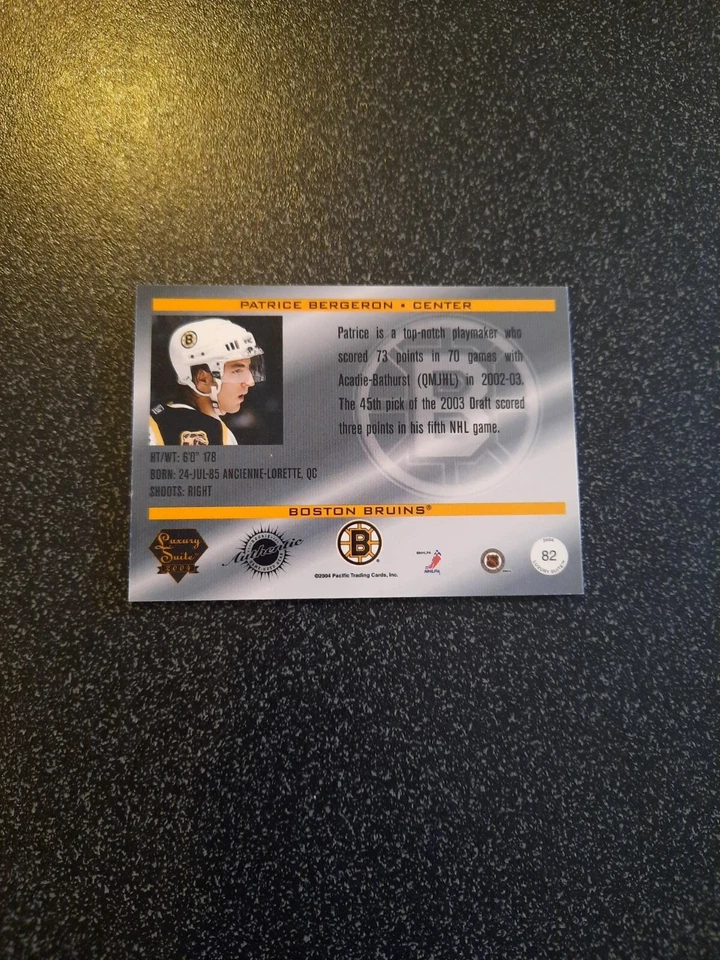 PATRICE BERGERON • CENTER
Patrice is a top-notch playmaker who
scored 73 points in 70 games with
Acadie-Bathurst (QMJHL) in 2002-03.
The 45th pick of the 2003 Draft scored
three points in his fifth NHL game.
HT/WT: 6'0" 178
BORN: 24-JUL-85 ANCIENNE-LORETTE, QC
SHOOTS: RIGHT
BOSTON BRUINS®
Luxury
Suite
2004
Authentic
B
©2004 Pacific Trading Cards, Inc.
NHLPA
82